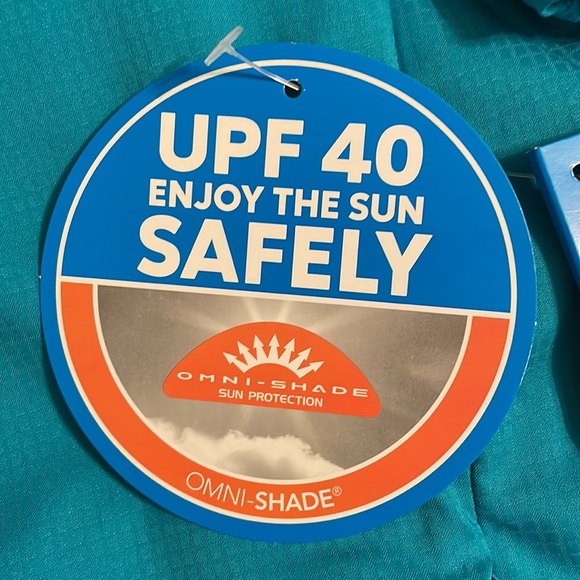 UPF 40
ENJOY THE SUN
SAFELY
OMNI-SHADE
SUN PROTECTION
OMNI-SHADE®